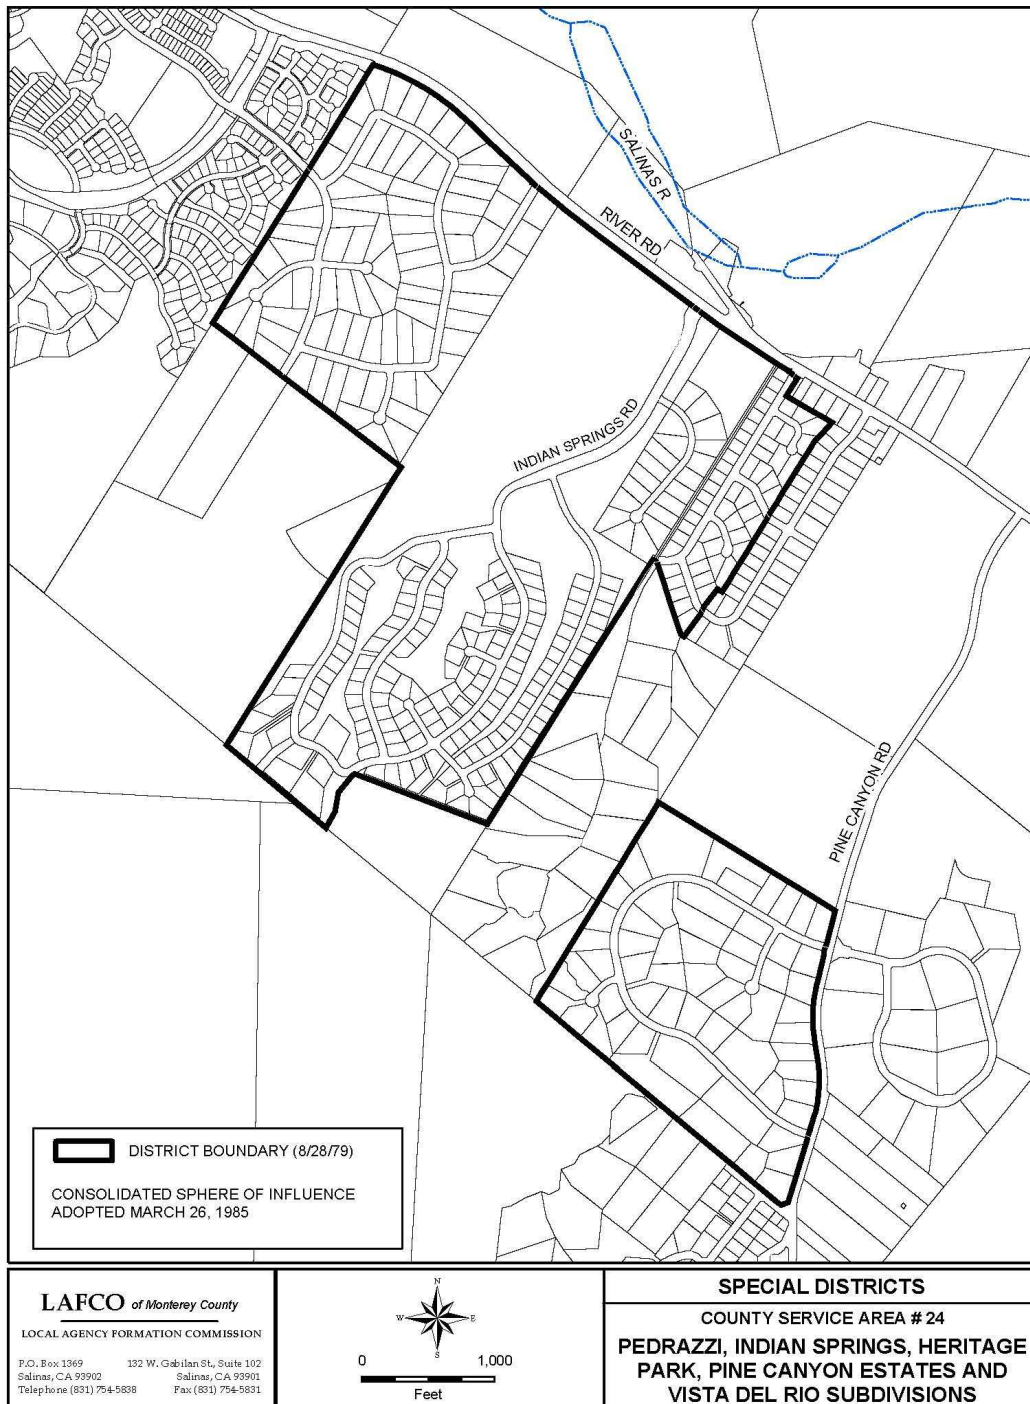 SALINAS R
RIVER RD
INDIAN SPRINGS RD
PINE CANYON RD
DISTRICT BOUNDARY (8/28/79)
CONSOLIDATED SPHERE OF INFLUENCE
ADOPTED MARCH 26, 1985
LAFCO of Monterey County
LOCAL AGENCY FORMATION COMMISSION
P.O. Box 1369
Salinas, CA 93902
Telephone (831) 754-5838
132 W. Gabilan St., Suite 102
Salinas, CA 93901
Fax (831) 754-5831
N
W
E
S
0
1,000
Feet
SPECIAL DISTRICTS
COUNTY SERVICE AREA # 24
PEDRAZZI, INDIAN SPRINGS, HERITAGE
PARK, PINE CANYON ESTATES AND
VISTA DEL RIO SUBDIVISIONS